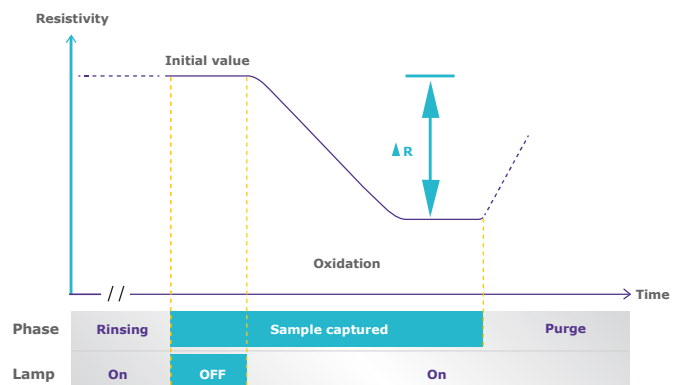 Resistivity
Initial value
R
Oxidation
Time
Phase Rinsing Sample captured Purge
Lamp On OFF On